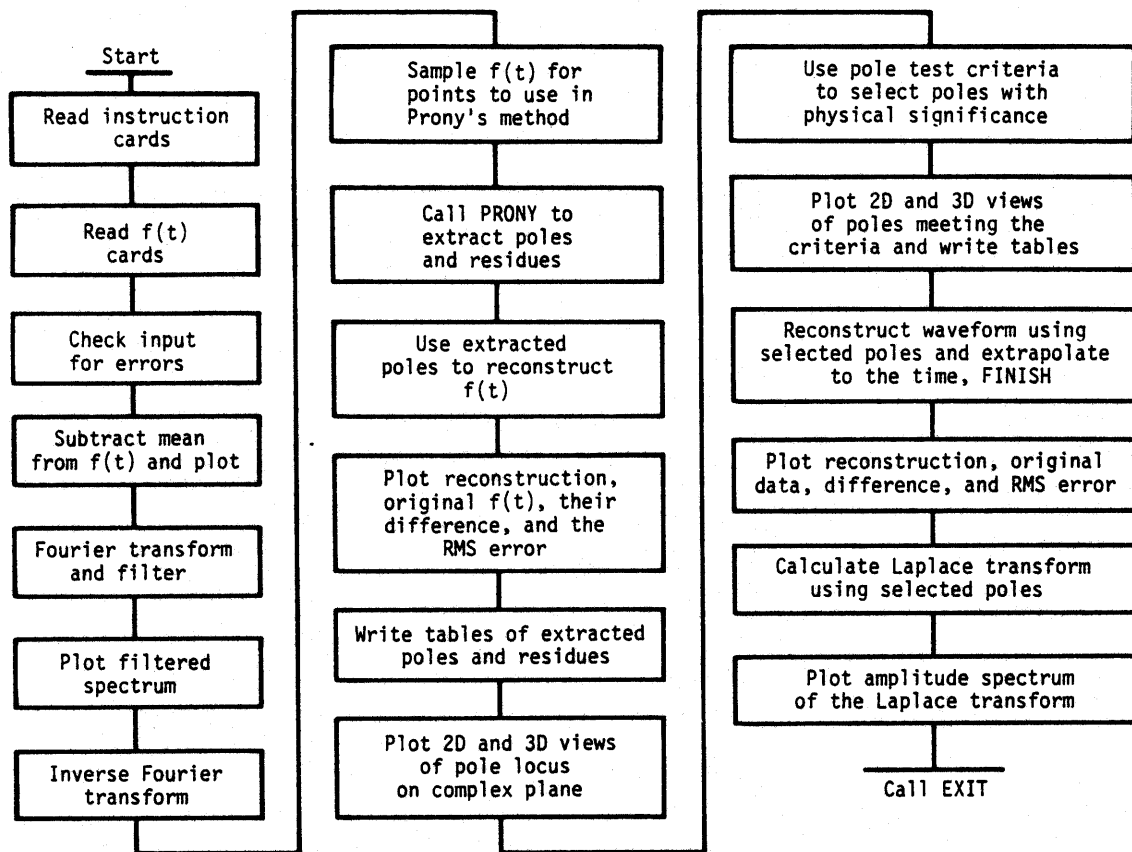 Start
Read instruction
cards
Read f(t)
cards
Check input
for errors
Subtract mean
from f(t) and plot
Fourier transform
and filter
Plot filtered
spectrum
Inverse Fourier
transform
Sample f(t) for
points to use in
Prony's method
Call PRONY to
extract poles
and residues
Use extracted
poles to reconstruct
f(t)
Plot reconstruction,
original f(t), their
difference, and the
RMS error
Write tables of extracted
poles and residues
Plot 2D and 3D views
of pole locus
on complex plane
Use pole test criteria
to select poles with
physical significance
Plot 2D and 3D views
of poles meeting the
criteria and write tables
Reconstruct waveform using
selected poles and extrapolate
to the time, FINISH
Plot reconstruction, original
data, difference, and RMS error
Calculate Laplace transform
using selected poles
Plot amplitude spectrum
of the Laplace transform
Call EXIT